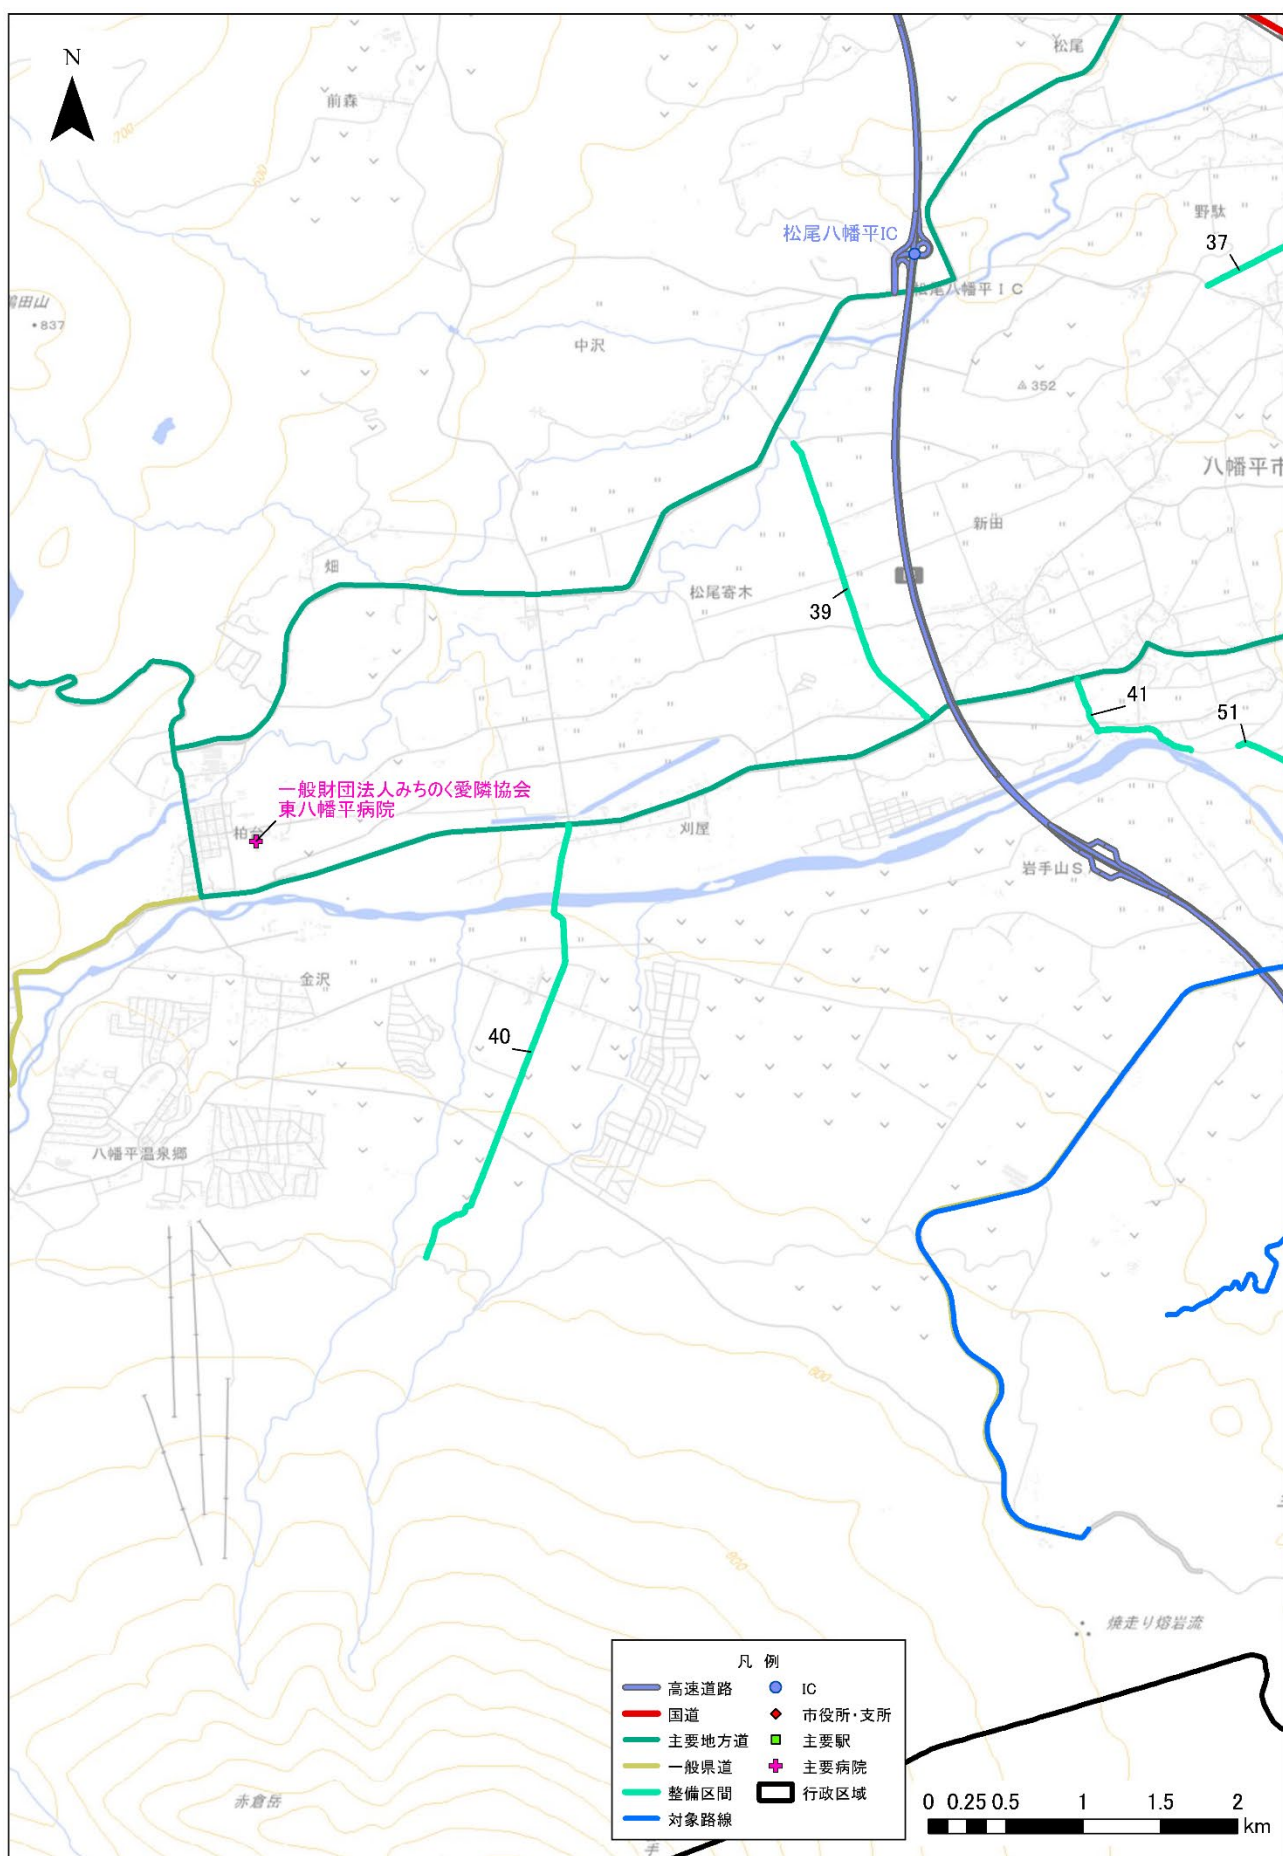 N
松尾
前森
700
600
野駄
松尾八幡平IC
37
松尾八幡平IC
837
中沢
352
八幡平市
新田
畑
松尾寄木
39
41
51
一般財団法人みちのく愛隣協会
東八幡平病院
柏台
刈屋
岩手山S
金沢
40
八幡平温泉郷
600
800
焼走り熔岩流
赤倉岳
手
凡 例
高速道路
IC
国道
市役所・支所
主要地方道
主要駅
一般県道
主要病院
整備区間
行政区域
対象路線
0 0.25 0.5 1 1.5 2
km